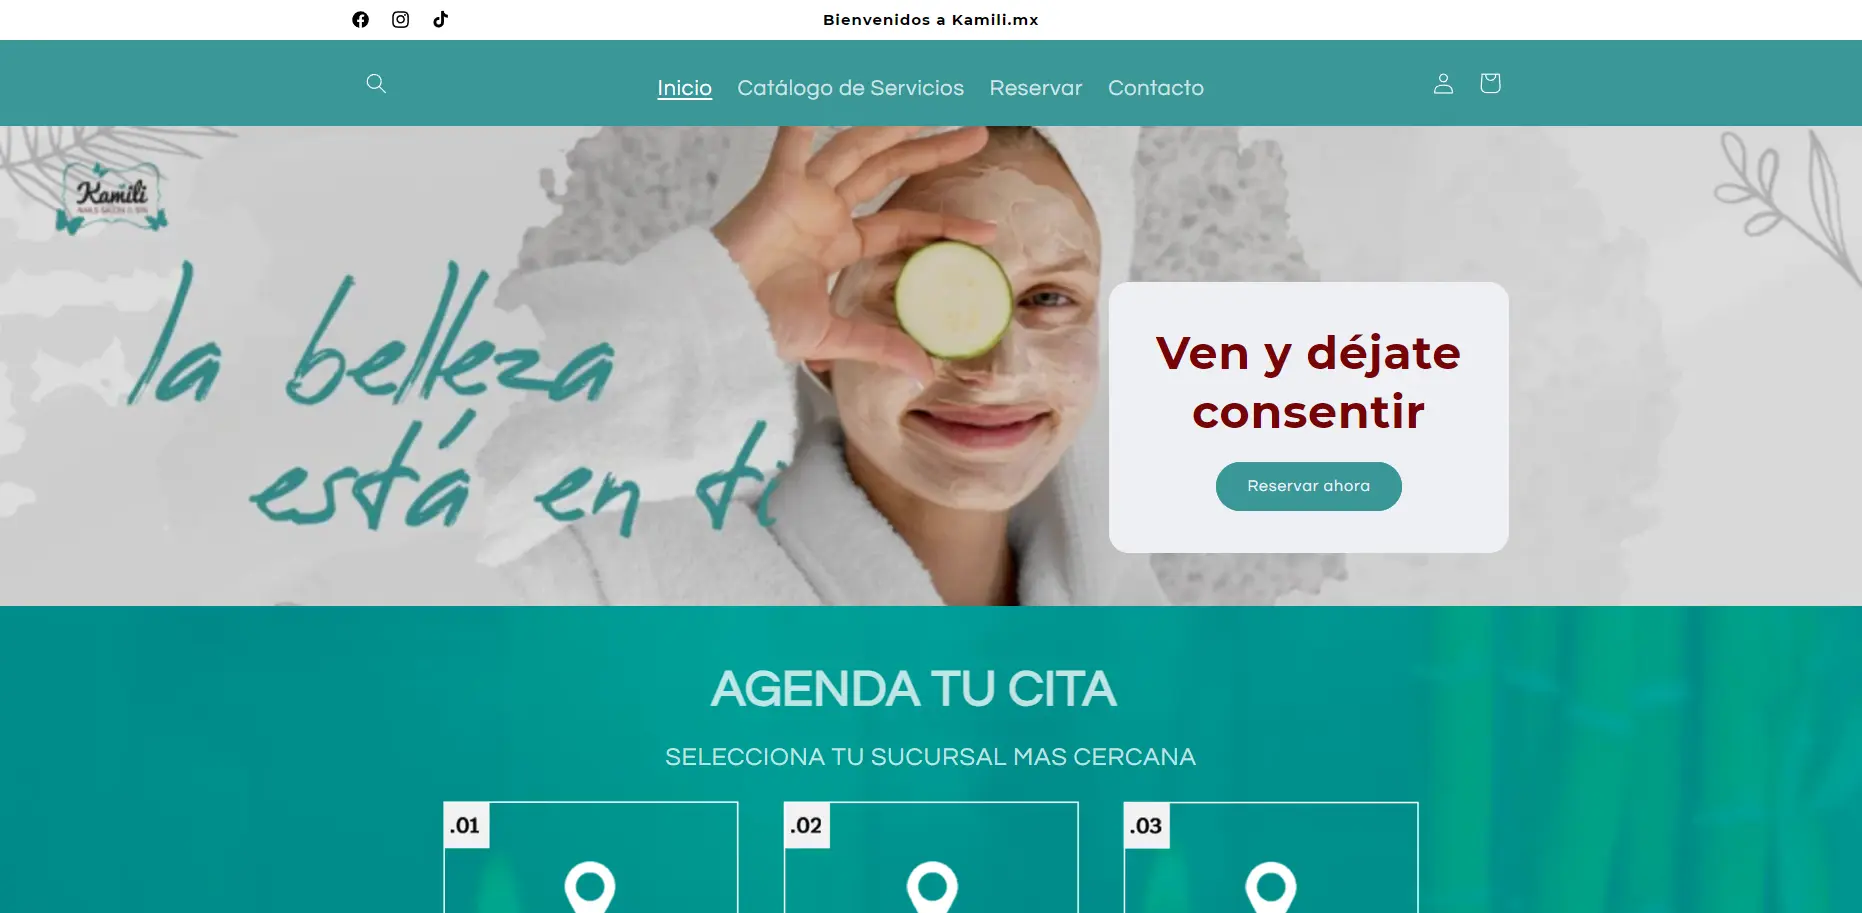 Bienvenidos a Kamili.mx
Inicio Catálogo de Servicios Reservar Contacto
Kamili
NAILS SALON & SPA
la belleza
está en ti
Ven y déjate
consentir
Reservar ahora
AGENDA TU CITA
SELECCIONA TU SUCURSAL MAS CERCANA
.01 .02 .03